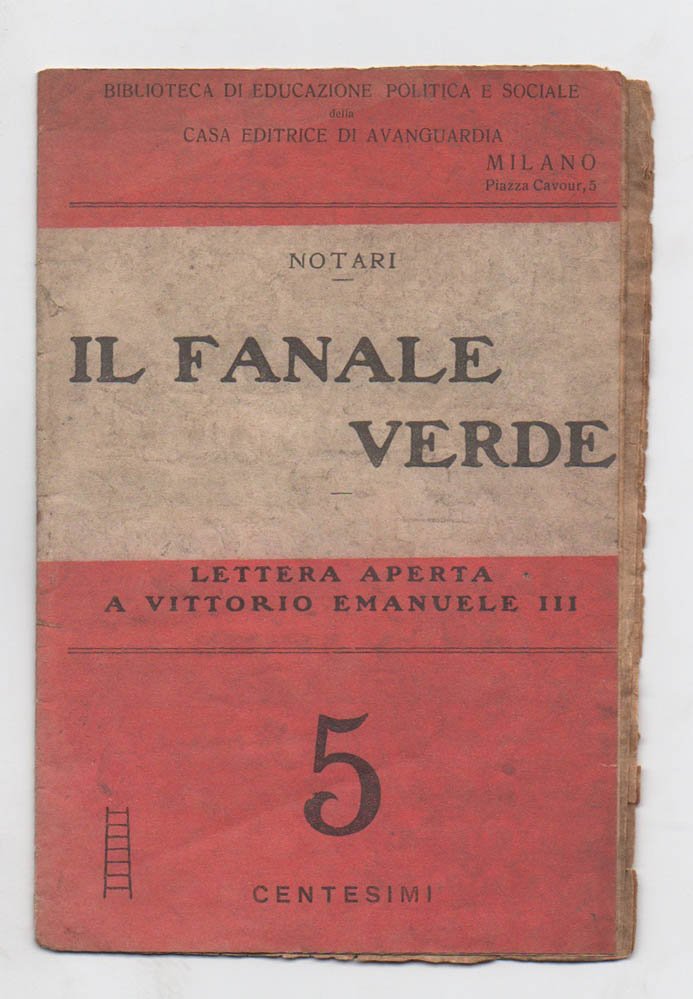 BIBLIOTECA DI EDUCAZIONE POLITICA E SOCIALE
della
CASA EDITRICE DI AVANGUARDIA
MILANO
Piazza Cavour, 5
NOTARI
IL FANALE
VERDE
LETTERA APERTA
A VITTORIO EMANUELE III
5
CENTESIMI